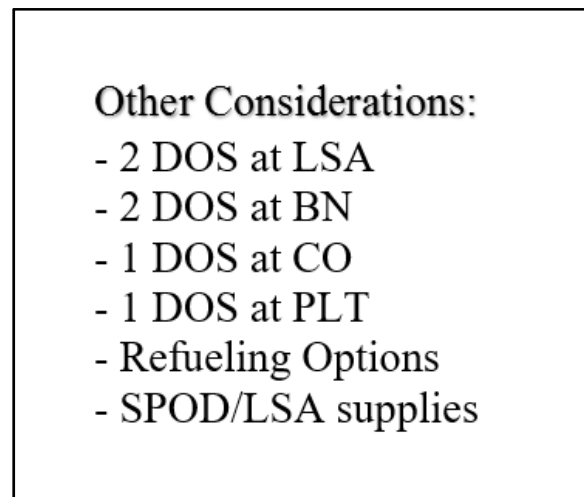 Other Considerations:
- 2 DOS at LSA
- 2 DOS at BN
- 1 DOS at CO
- 1 DOS at PLT
- Refueling Options
- SPOD/LSA supplies